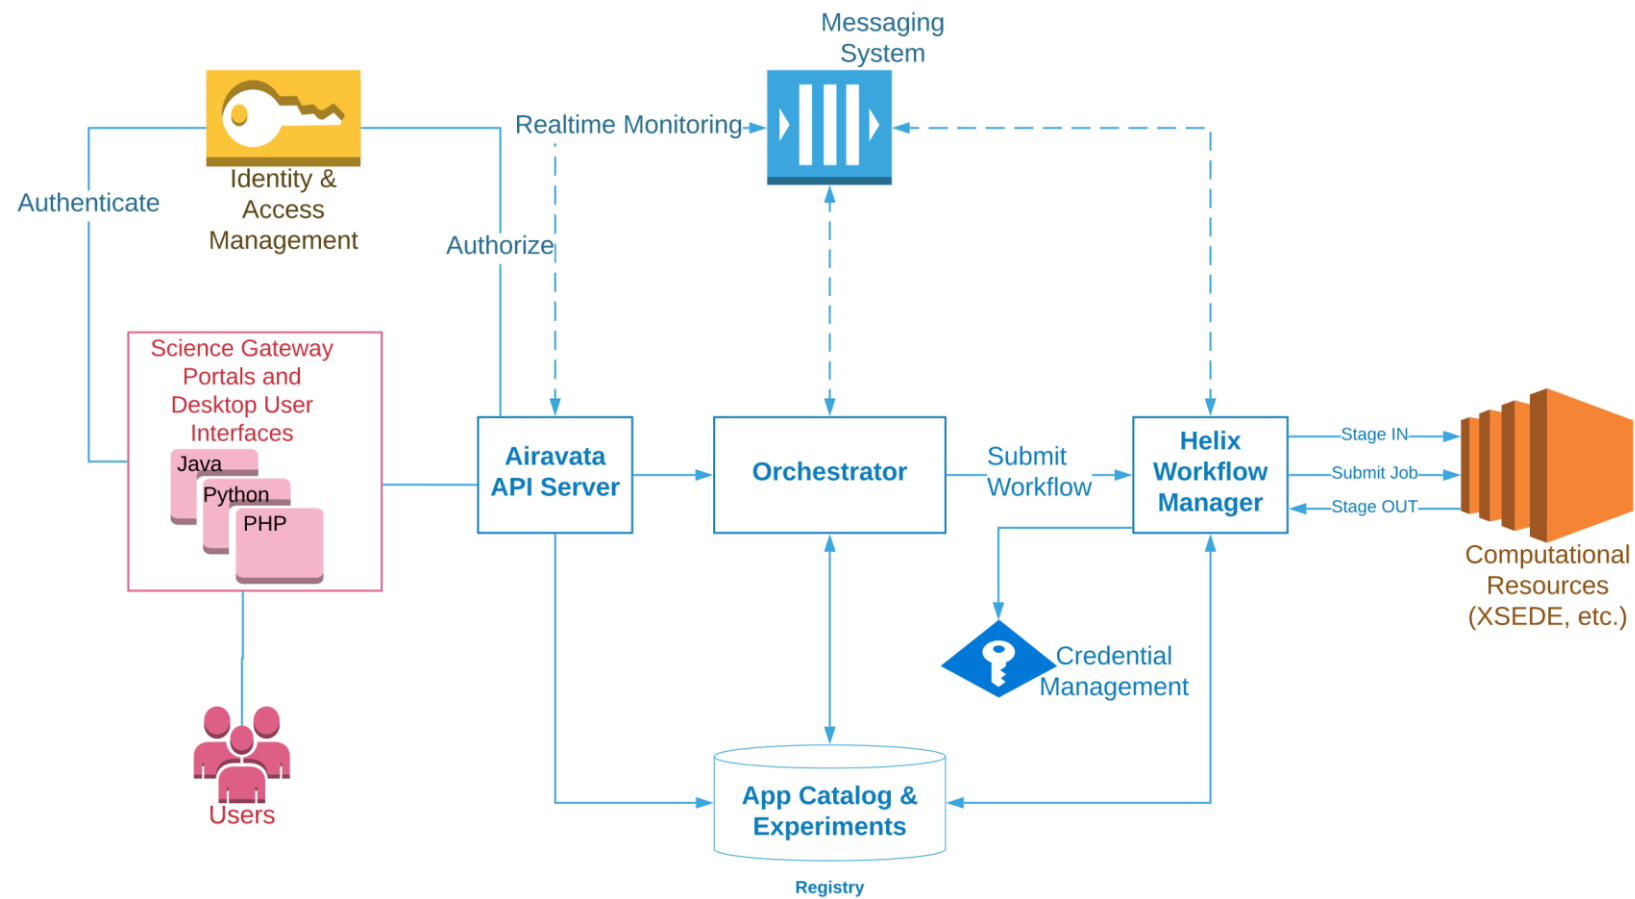 Messaging
System
Realtime Monitoring
Identity &
Access
Management
Authenticate
Authorize
Science Gateway
Portals and
Desktop User
Interfaces
Java
Python
PHP
Airavata
API Server
Orchestrator
Submit
Workflow
Helix
Workflow
Manager
Stage IN
Submit Job
Stage OUT
Computational
Resources
(XSEDE, etc.)
Credential
Management
Users
App Catalog &
Experiments
Registry